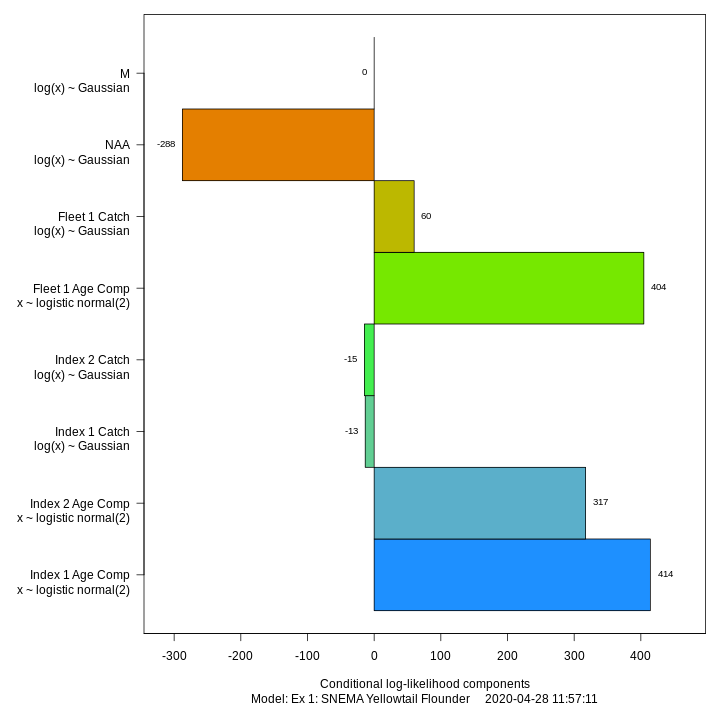 M
log(x) ~ Gaussian
0
NAA
log(x) ~ Gaussian
-288
Fleet 1 Catch
log(x) ~ Gaussian
60
Fleet 1 Age Comp
x ~ logistic normal(2)
404
Index 2 Catch
log(x) ~ Gaussian
-15
Index 1 Catch
log(x) ~ Gaussian
-13
Index 2 Age Comp
x ~ logistic normal(2)
317
Index 1 Age Comp
x ~ logistic normal(2)
414
-300 -200 -100 0 100 200 300 400
Conditional log-likelihood components
Model: Ex 1: SNEMA Yellowtail Flounder 2020-04-28 11:57:11